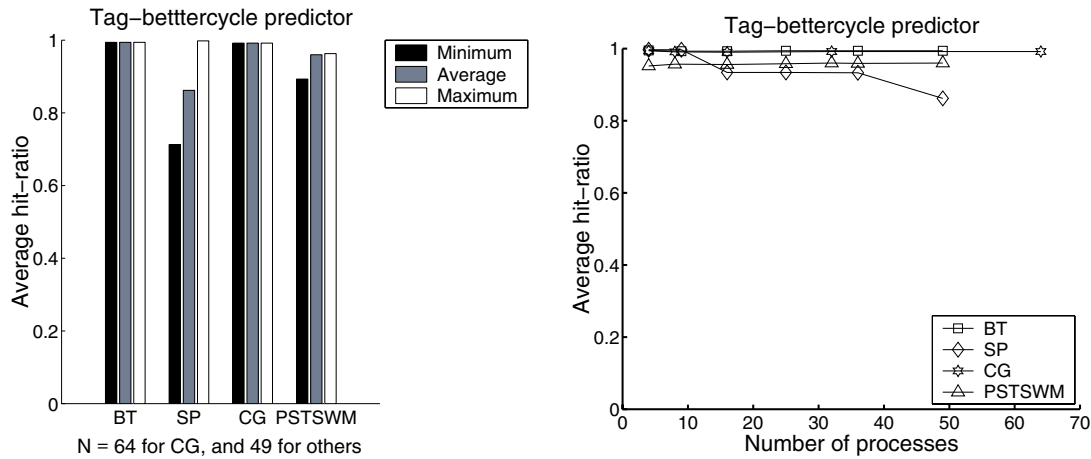 Tag–betttercycle predictor
1
0.8
0.6
0.4
0.2
0
Average hit–ratio
BT SP CG PSTSWM
N = 64 for CG, and 49 for others
Minimum
Average
Maximum
Tag–bettercycle predictor
1
0.8
0.6
0.4
0.2
0
Average hit–ratio
0 10 20 30 40 50 60 70
Number of processes
BT
SP
CG
PSTSWM